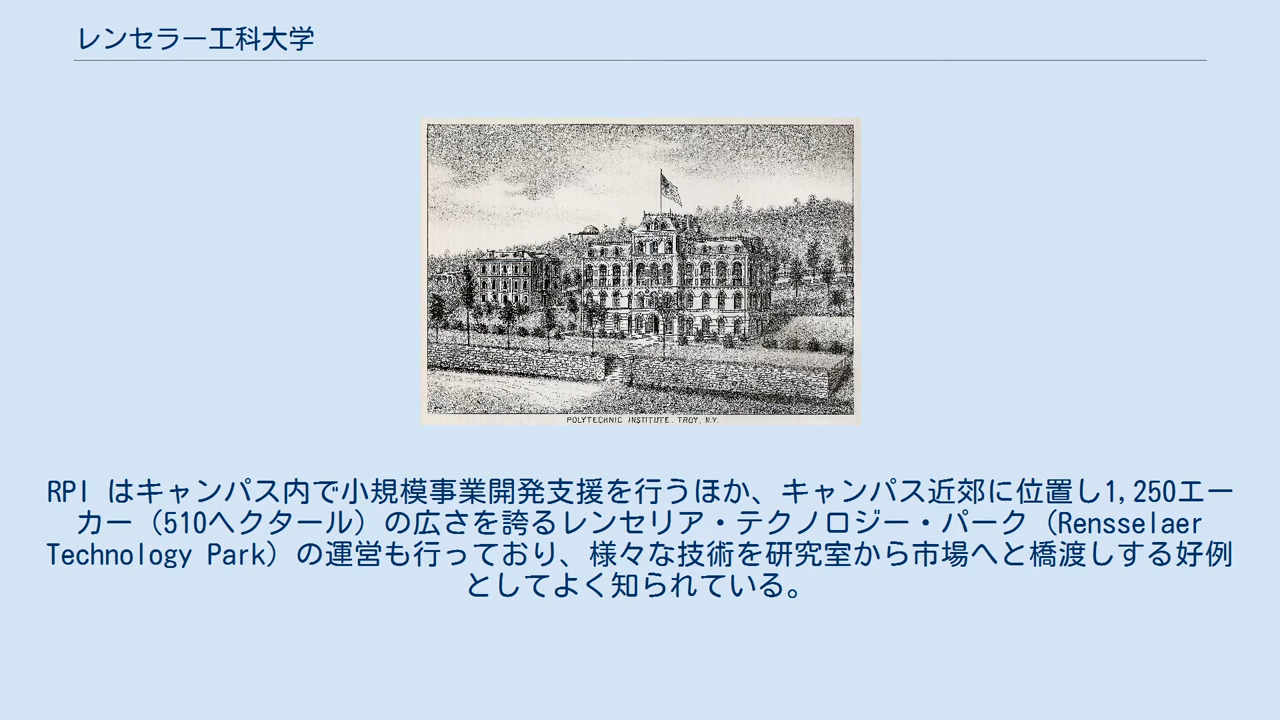 レンセラー工科大学
POLYTECHNIC INSTITUTE. TROY, N.Y.
RPI はキャンパス内で小規模事業開発支援を行うほか、キャンパス近郊に位置し1,250エー
カー（510ヘクタール）の広さを誇るレンセリア・テクノロジー・パーク（Rensselaer
Technology Park）の運営も行っており、様々な技術を研究室から市場へと橋渡しする好例
としてよく知られている。